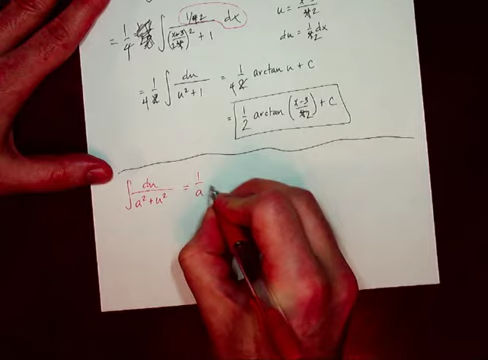 u = x-3/2
= 1/4 ∫ 1/2 dx / (x-3/2)² + 1
du = 1/2 dx
= 1/4 ∫ du / u² + 1 = 1/4 arctan u + C
= 1/2 arctan (x-3/2) + C
∫ du / a² + u² = 1/a